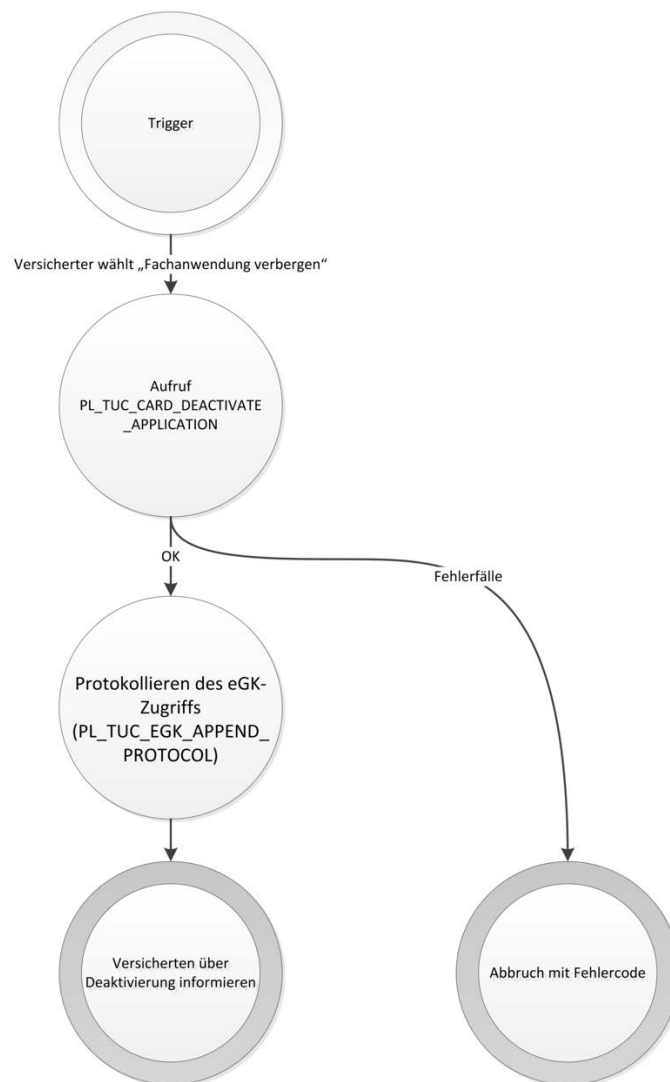 Trigger
Versicherter wählt „Fachanwendung verbergen“
Aufruf
PL_TUC_CARD_DEACTIVATE
_APPLICATION
OK
Fehlerfälle
Protokollieren des eGK-
Zugriffs
(PL_TUC_EGK_APPEND_
PROTOCOL)
Versicherten über
Deaktivierung informieren
Abbruch mit Fehlercode